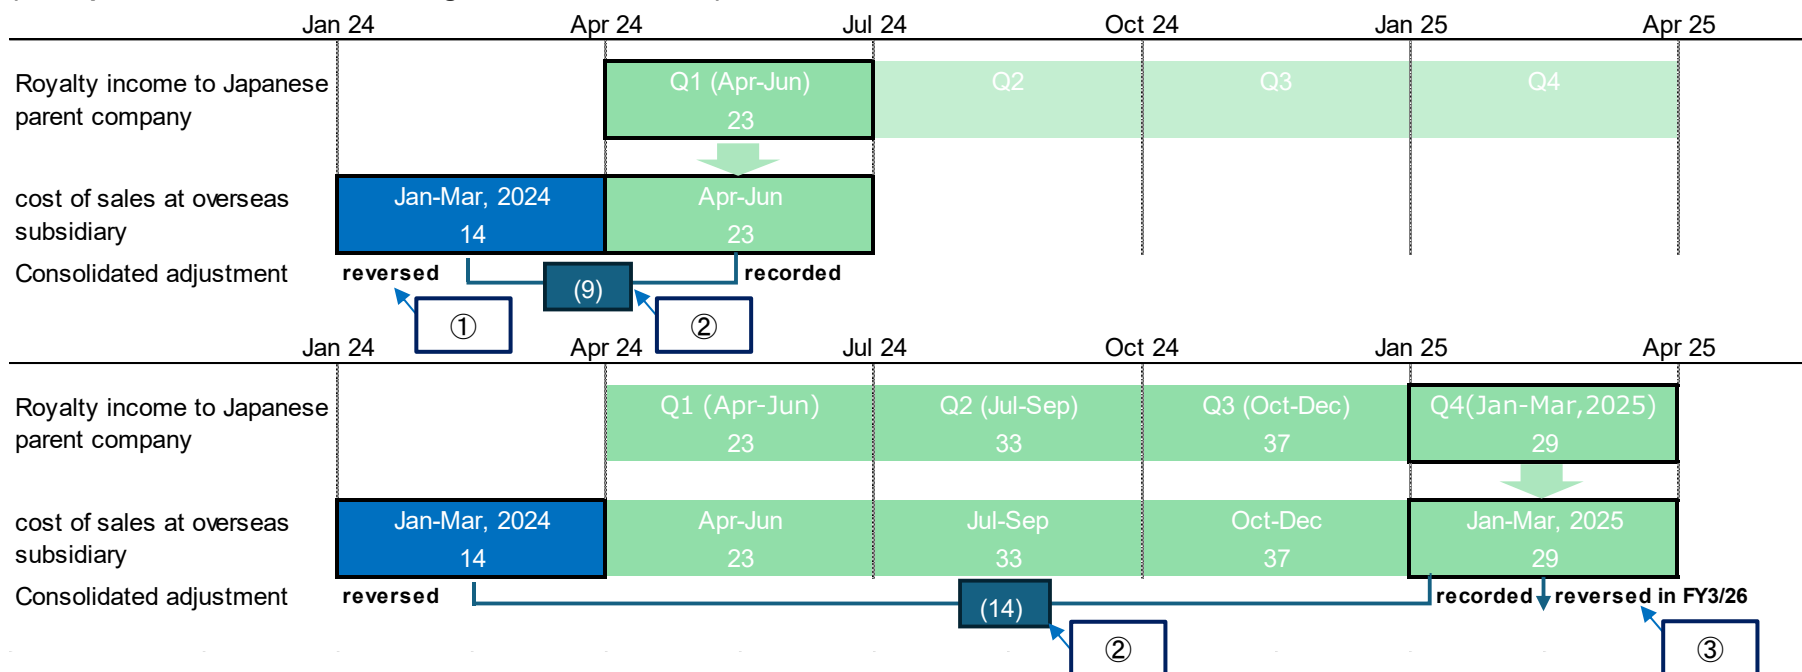 Jan 24 Apr 24 Jul 24 Oct 24 Jan 25 Apr 25
Royalty income to Japanese
parent company
Q1 (Apr-Jun) Q2 Q3 Q4
23
cost of sales at overseas
subsidiary
Jan-Mar, 2024 Apr-Jun
14 23
Consolidated adjustment reversed (9) recorded
① ②
Jan 24 Apr 24 Jul 24 Oct 24 Jan 25 Apr 25
Royalty income to Japanese
parent company
Q1 (Apr-Jun) Q2 (Jul-Sep) Q3 (Oct-Dec) Q4(Jan-Mar,2025)
23 33 37 29
cost of sales at overseas
subsidiary
Jan-Mar, 2024 Apr-Jun Jul-Sep Oct-Dec Jan-Mar, 2025
14 23 33 37 29
Consolidated adjustment reversed (14) recorded reversed in FY3/26
② ③